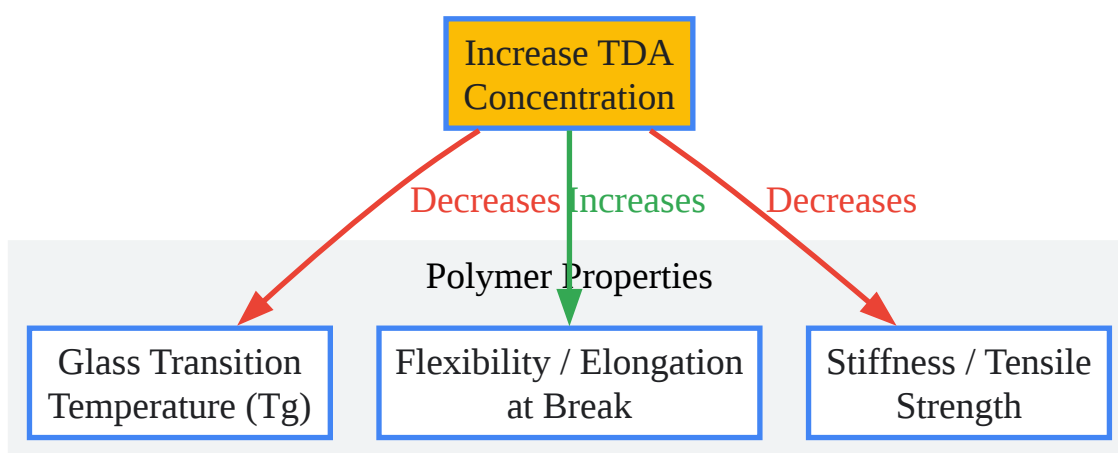 Increase TDA
Concentration
Decreases
Increases
Decreases
Polymer Properties
Glass Transition
Temperature (Tg)
Flexibility / Elongation
at Break
Stiffness / Tensile
Strength